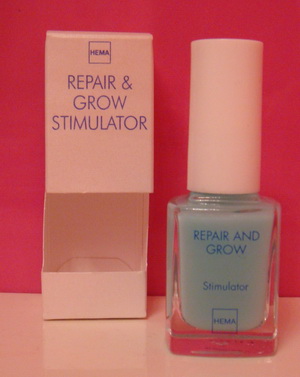 HEMA
REPAIR &
GROW
STIMULATOR
REPAIR AND
GROW
Stimulator
HEMA